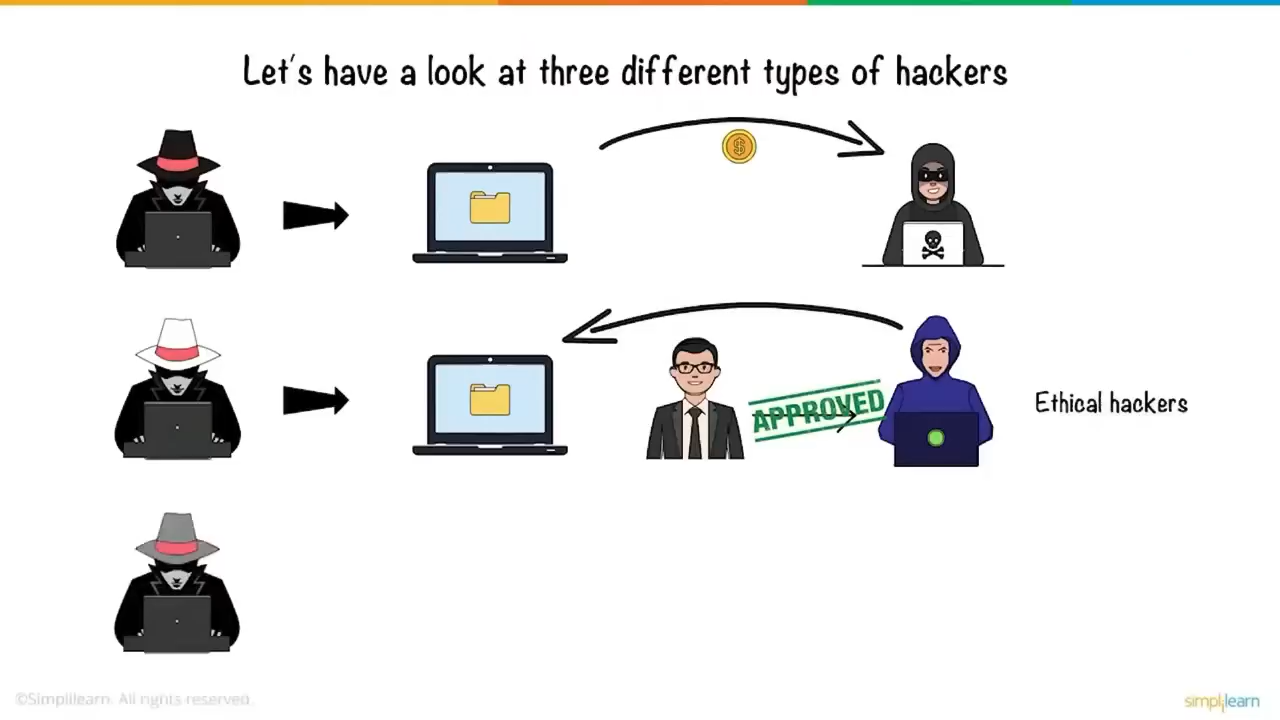 Let's have a look at three different types of hackers
$
APPROVED
Ethical hackers
©Simplilearn. All rights reserved.
simplilearn